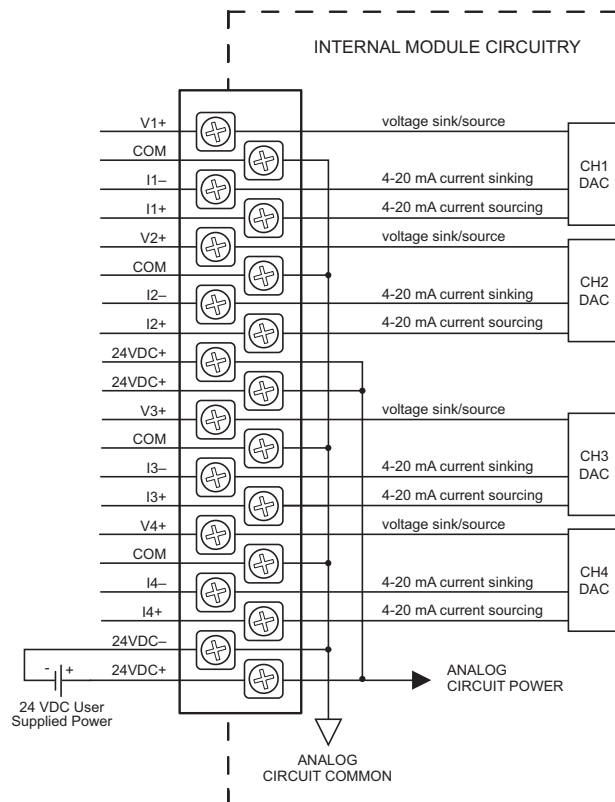 INTERNAL MODULE CIRCUITRY
V1+
voltage sink/source
COM
CH1
DAC
I1–
4-20 mA current sinking
I1+
4-20 mA current sourcing
V2+
voltage sink/source
COM
CH2
DAC
I2–
4-20 mA current sinking
I2+
4-20 mA current sourcing
24VDC+
24VDC+
V3+
voltage sink/source
COM
CH3
DAC
I3–
4-20 mA current sinking
I3+
4-20 mA current sourcing
V4+
voltage sink/source
COM
CH4
DAC
I4–
4-20 mA current sinking
I4+
4-20 mA current sourcing
24VDC–
- +
24VDC+
ANALOG
CIRCUIT POWER
24 VDC User
Supplied Power
ANALOG
CIRCUIT COMMON